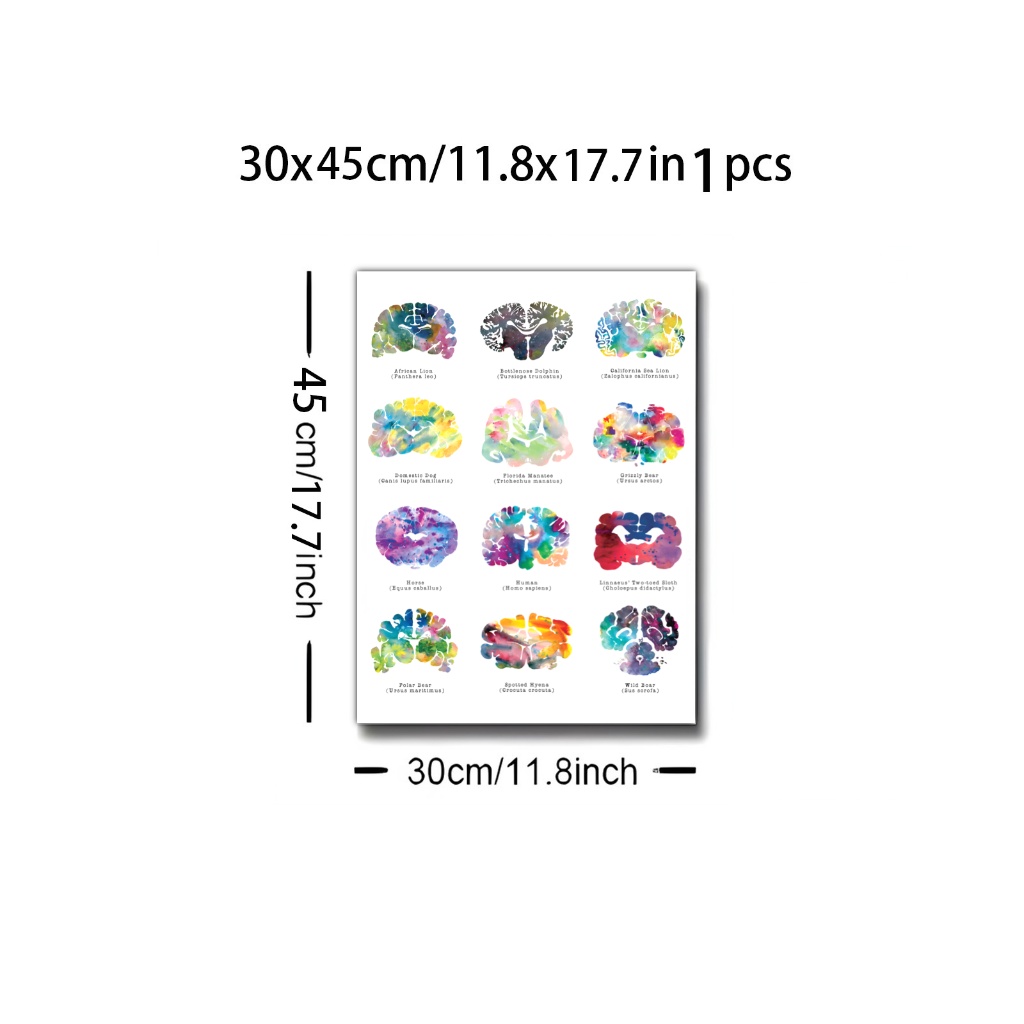 30x45cm/11.8x17.7in 1 pcs
45 cm/17.7inch
African Lion
(Panthera leo)
Bottlenose Dolphin
(Tursiops truncatus)
California Sea Lion
(Zalophus californianus)
Domestic Dog
(Canis lupus familiaris)
Florida Manatee
(Trichechus manatus)
Grizzly Bear
(Ursus arctos)
Horse
(Equus caballus)
Human
(Homo sapiens)
Linnaeus' Two-toed Sloth
(Choloepus didactylus)
Polar Bear
(Ursus maritimus)
Spotted Hyena
(Crocuta crocuta)
Wild Boar
(Sus scrofa)
30cm/11.8inch